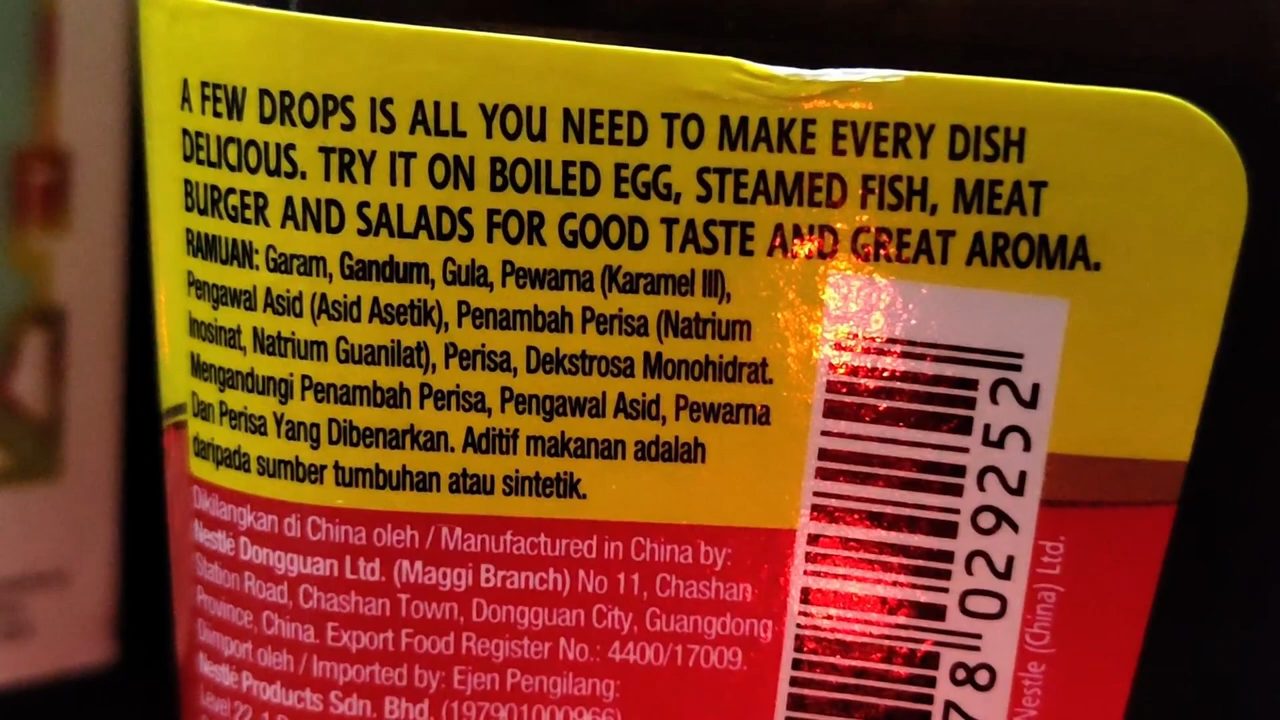 A FEW DROPS IS ALL YOU NEED TO MAKE EVERY DISH
DELICIOUS. TRY IT ON BOILED EGG, STEAMED FISH, MEAT
BURGER AND SALADS FOR GOOD TASTE AND GREAT AROMA.
RAMUAN: Garam, Gandum, Gula, Pewarna (Karamel III),
Pengawal Asid (Asid Asetik), Penambah Perisa (Natrium
Inosinat, Natrium Guanilat), Perisa, Dekstrosa Monohidrat.
Mengandungi Penambah Perisa, Pengawal Asid, Pewarna
Dan Perisa Yang Dibenarkan. Aditif makanan adalah
daripada sumber tumbuhan atau sintetik.
Dikilangkan di China oleh / Manufactured in China by:
Nestlé Dongguan Ltd. (Maggi Branch) No 11, Chashan
Station Road, Chashan Town, Dongguan City, Guangdong
Province, China. Export Food Register No.: 4400/17009.
Diimport oleh / Imported by: Ejen Pengilang:
Nestlé Products Sdn. Bhd. (197901000966)
Level 22, 1
78 029252
Nestle (China) Ltd.